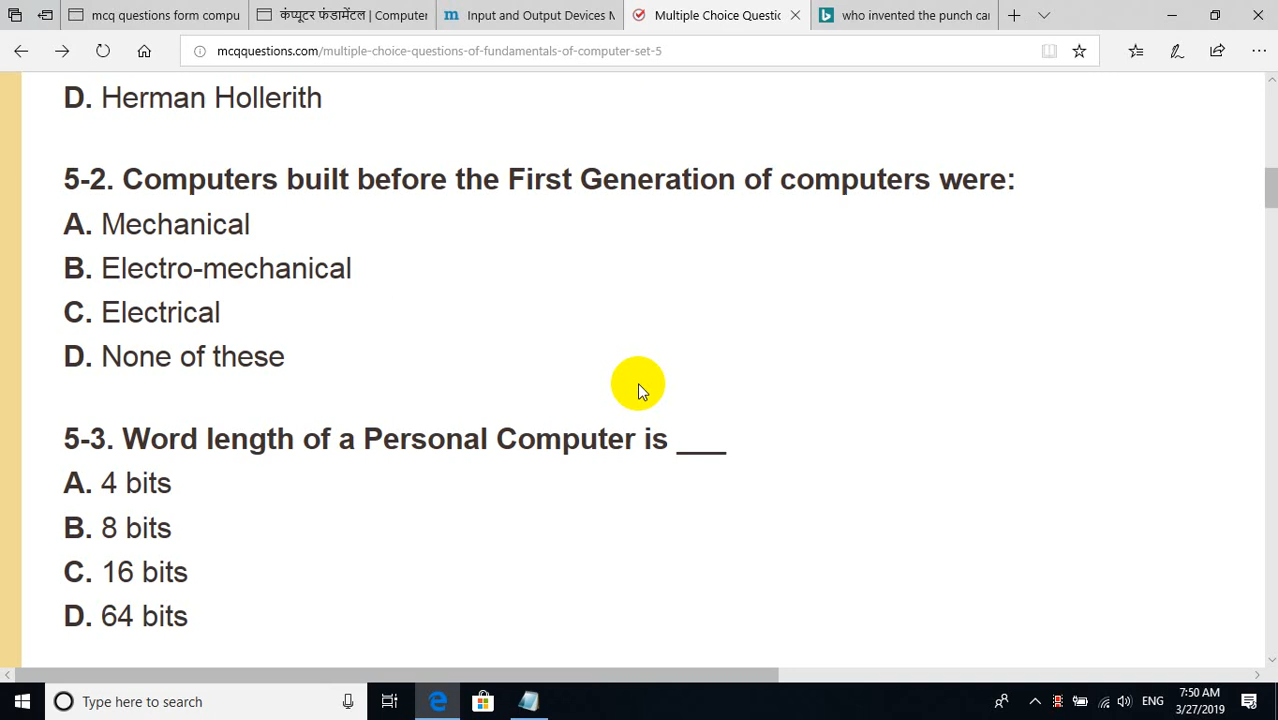 mcq questions form compu
कंप्यूटर फंडामेंटल | Computer
Input and Output Devices M
Multiple Choice Questic
who invented the punch car
mcqquestions.com/multiple-choice-questions-of-fundamentals-of-computer-set-5
D. Herman Hollerith
5-2. Computers built before the First Generation of computers were:
A. Mechanical
B. Electro-mechanical
C. Electrical
D. None of these
5-3. Word length of a Personal Computer is ___
A. 4 bits
B. 8 bits
C. 16 bits
D. 64 bits
Type here to search
ENG
7:50 AM
3/27/2019